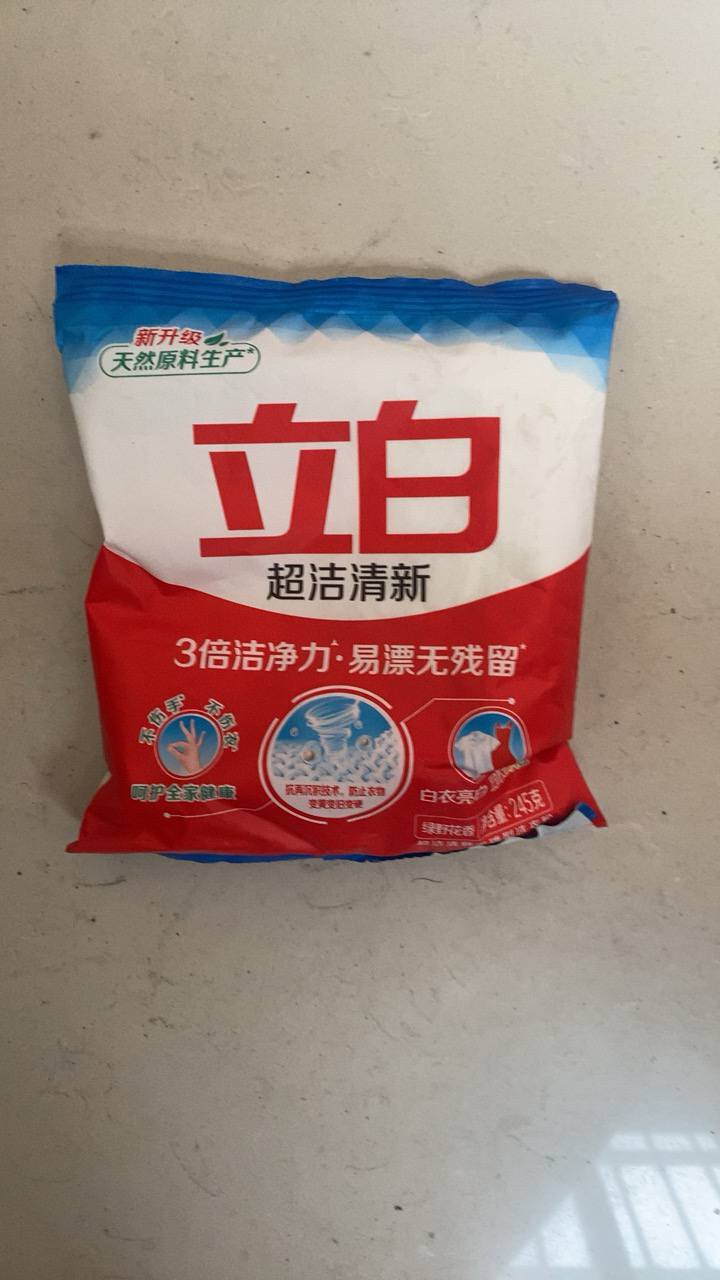 新升级
天然原料生产*
立白
超洁清新
3倍洁净力▲·易漂无残留*
不伤手* 不伤衣*
呵护全家健康
抗再沉积技术，防止衣物
变黄变旧变硬
白衣亮
绿野花香
含量：245克